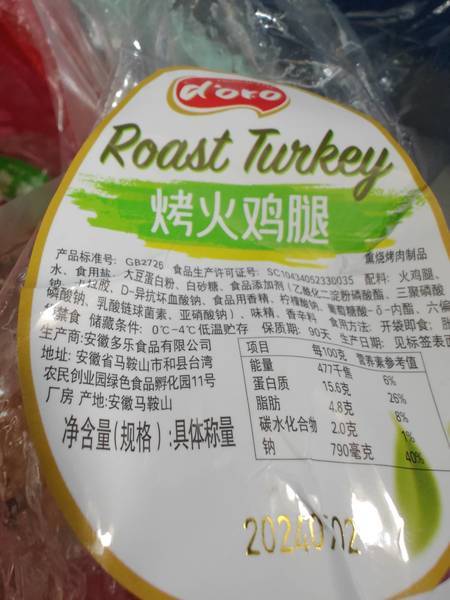 d'oro
Roast Turkey
烤火鸡腿
产品标准号: GB2726 食品生产许可证号: SC10434052330035 熏烧烤肉制品
配料: 火鸡腿、
水、食用盐、大豆蛋白粉、白砂糖、食品添加剂(乙酰化二淀粉磷酸酯、三聚磷酸
钠、卡拉胶、D-异抗坏血酸钠、食用香精、柠檬酸钠、葡萄糖酸-δ-内酯、六偏
磷酸钠、乳酸链球菌素、亚硝酸钠)、味精、香辛料 食用方法: 开袋即食;
禁食 储藏条件: 0℃-4℃低温贮存 保质期: 90天 生产日期: 见标签表面
生产商: 安徽多乐食品有限公司
地址: 安徽省马鞍山市和县台湾
农民创业园绿色食品孵化园11号
厂房 产地: 安徽马鞍山
净含量(规格): 具体称量
项目 每100克 营养素参考值
能量 477千焦 6%
蛋白质 15.6克 26%
脂肪 4.8克 8%
碳水化合物 2.0克 1%
钠 790毫克 40%